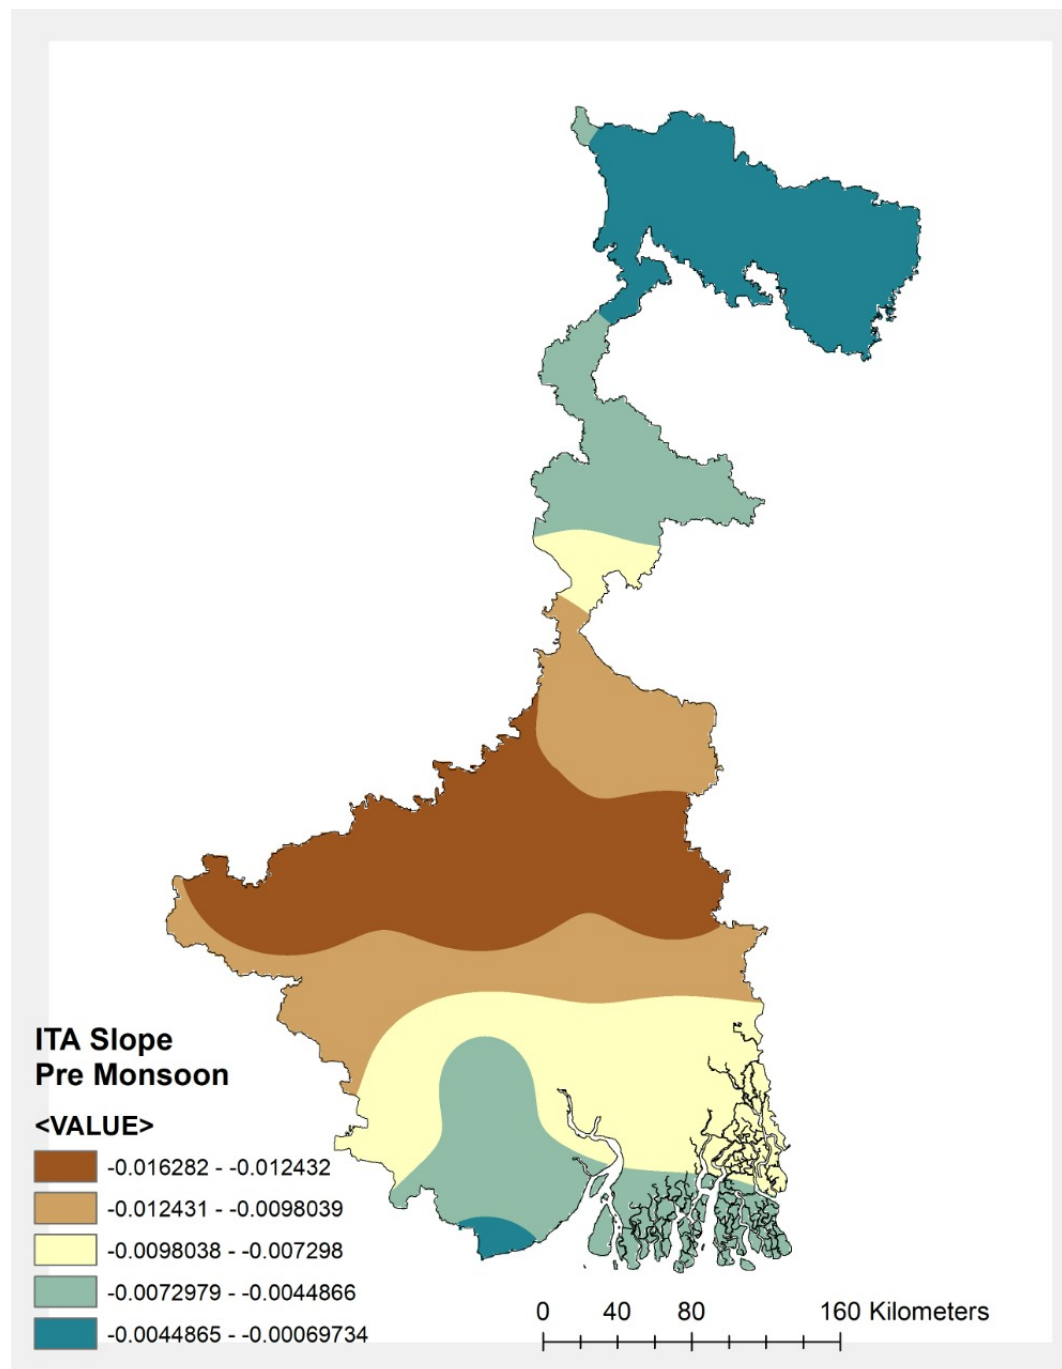 ITA Slope
Pre Monsoon
<VALUE>
-0.016282 - -0.012432
-0.012431 - -0.0098039
-0.0098038 - -0.007298
-0.0072979 - -0.0044866
-0.0044865 - -0.00069734
0 40 80 160 Kilometers